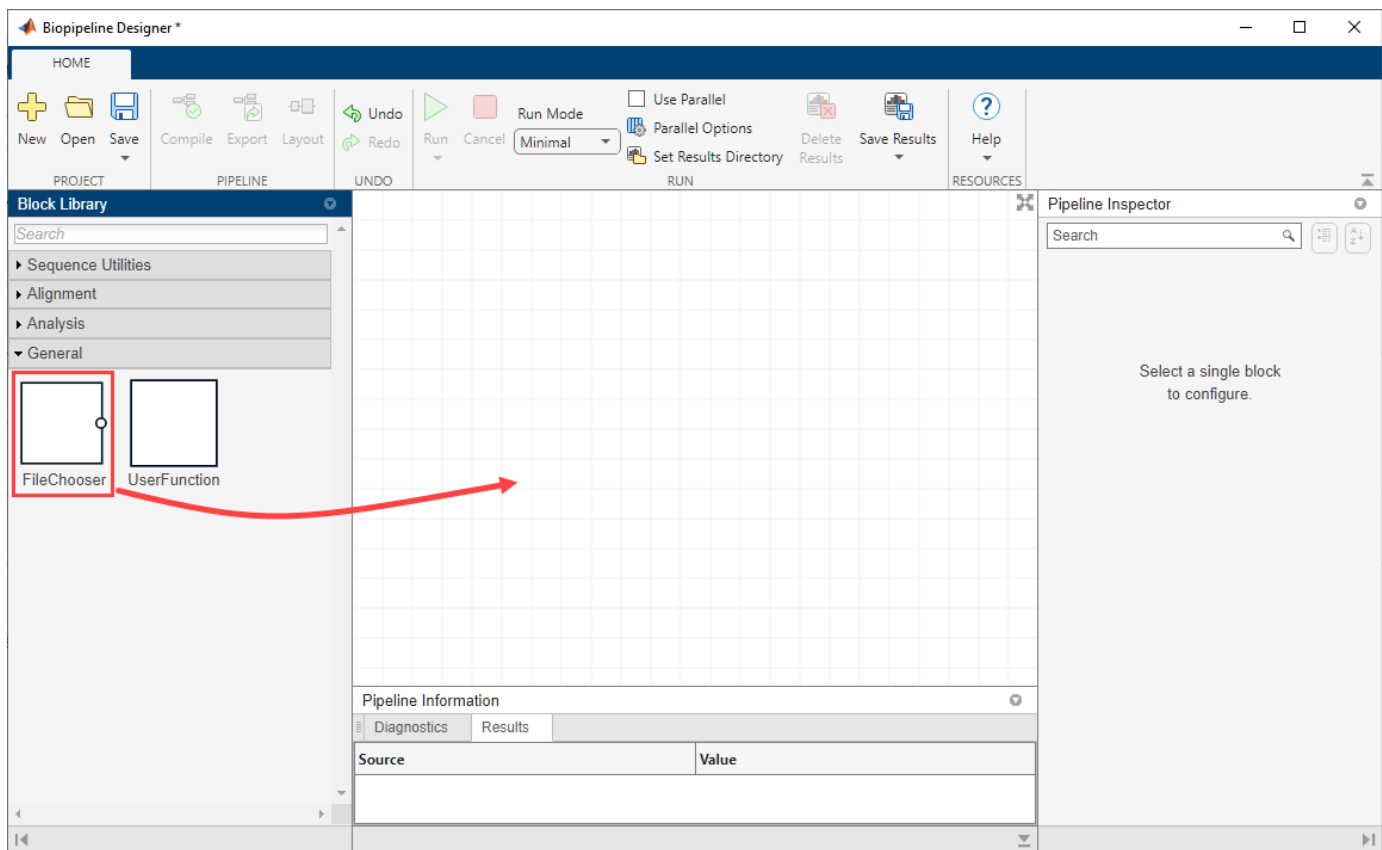 Biopipeline Designer *
HOME
New Open Save
Compile Export Layout
Undo
Redo
Run Cancel
Run Mode
Minimal
Use Parallel
Parallel Options
Set Results Directory
Delete
Results
Save Results
Help
PROJECT PIPELINE UNDO RUN RESOURCES
Block Library
Search
Sequence Utilities
Alignment
Analysis
General
FileChooser UserFunction
Pipeline Information
Diagnostics Results
Source Value
Pipeline Inspector
Search
Select a single block
to configure.